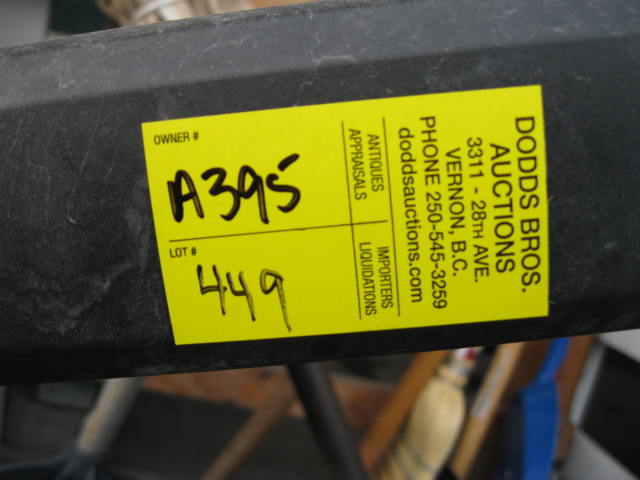 OWNER #
A395
LOT #
449
ANTIQUES
APPRAISALS
IMPORTERS
LIQUIDATIONS
DODDS BROS.
AUCTIONS
3311 - 28TH AVE.
VERNON, B.C.
PHONE 250-545-3259
doddsauctions.com